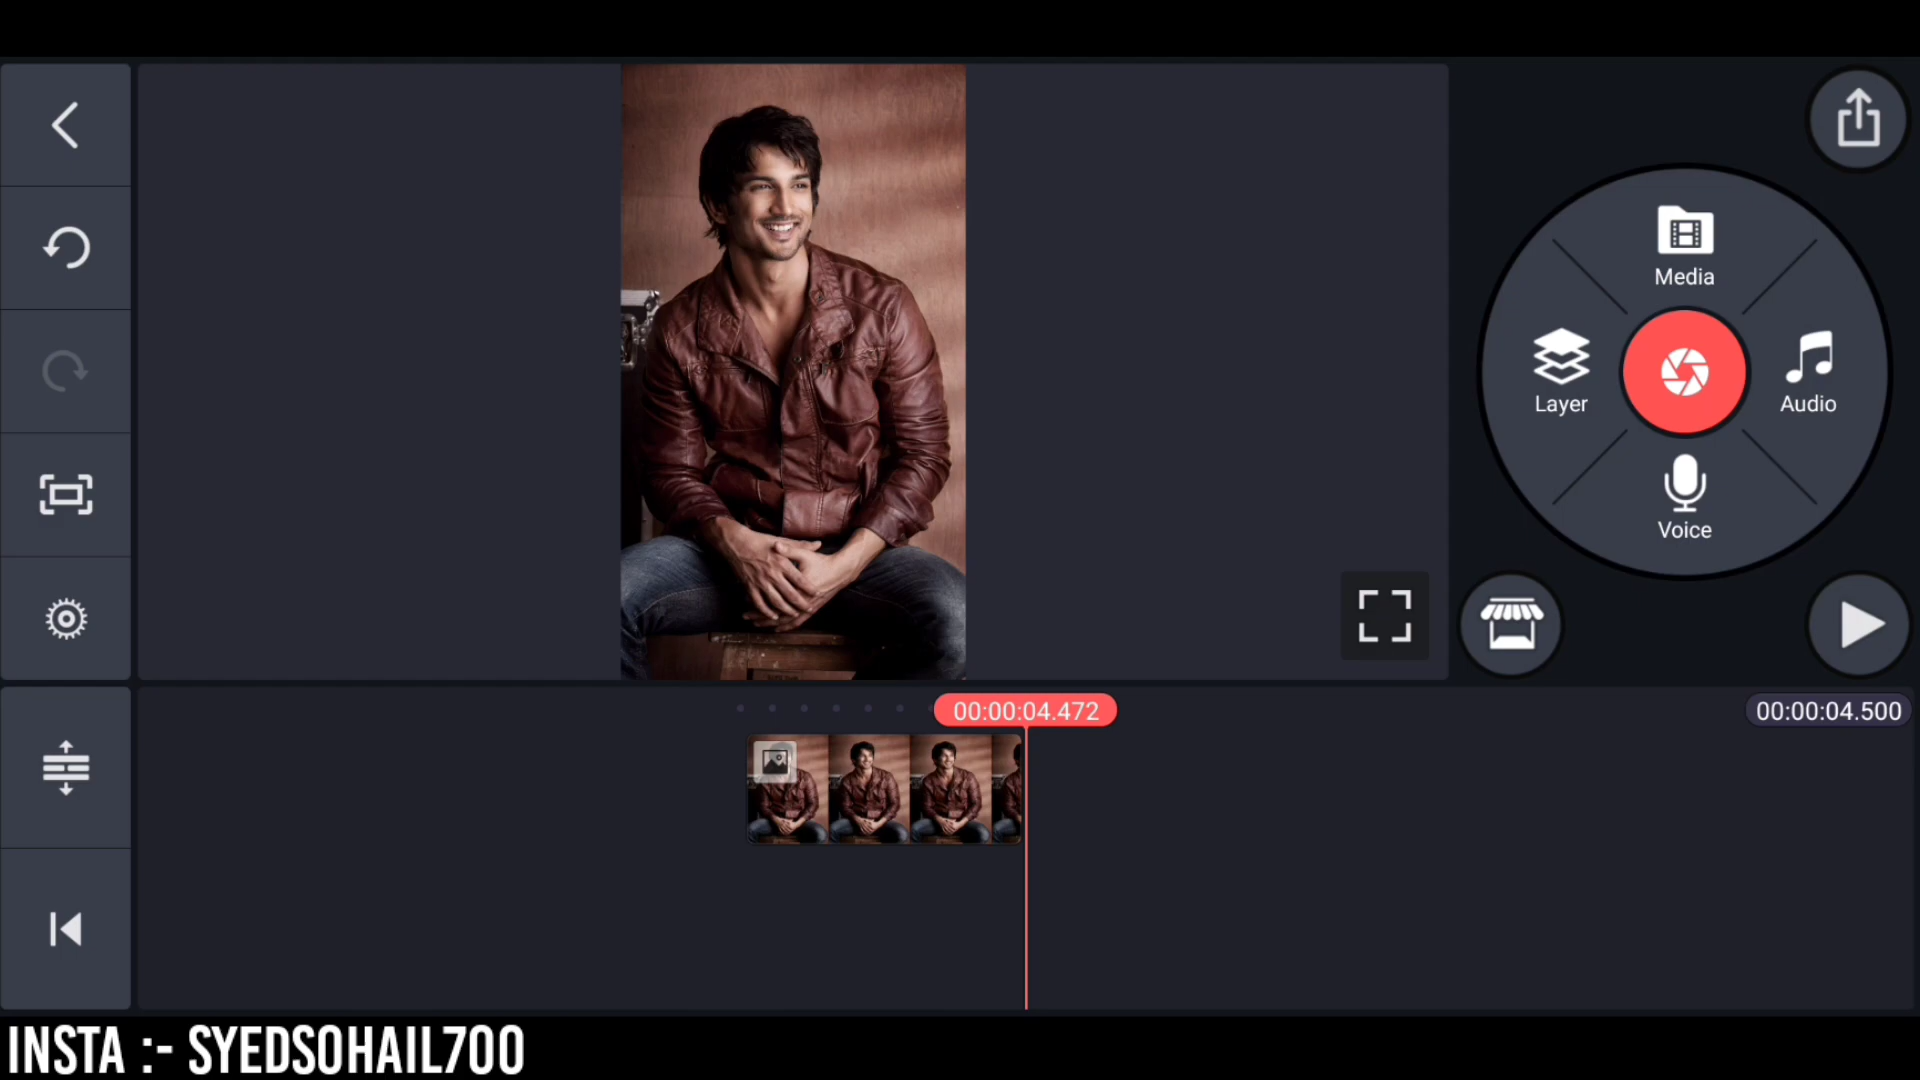 Media
Layer
Audio
Voice
00:00:04.472
00:00:04.500
INSTA :- SYEDSOHAIL700